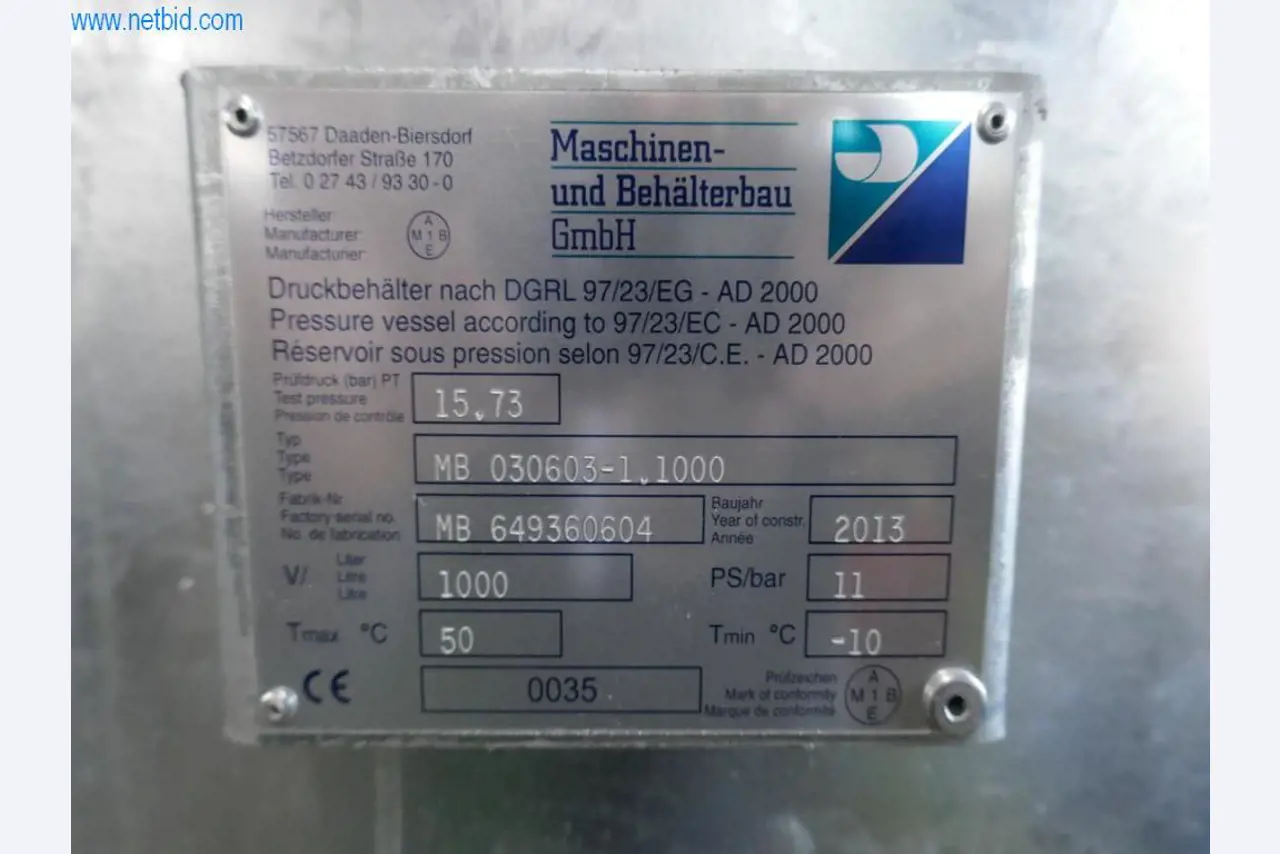 www.netbid.com
57567 Daaden-Biersdorf
Betzdorfer Straße 170
Tel. 0 27 43 / 93 30 - 0
Maschinen-
und Behälterbau
GmbH
Hersteller
Manufacturer
Manufacturier
A
M 1 B
E
Druckbehälter nach DGRL 97/23/EG - AD 2000
Pressure vessel according to 97/23/EC - AD 2000
Réservoir sous pression selon 97/23/C.E. - AD 2000
Prüfdruck (bar) PT
Test pressure
Pression de contrôle
15,73
Typ
Type
Type
MB 030603-1,1000
Fabrik-Nr
Factory serial no.
No. de fabrication
MB 649360604
Baujahr
Year of constr.
Année
2013
V/
Liter
Litre
Litre
1000
PS/bar
11
Tmax °C
50
Tmin °C
-10
CE
0035
Prüfzeichen
Mark of conformity
Marque de conformité
A
M 1 B
E